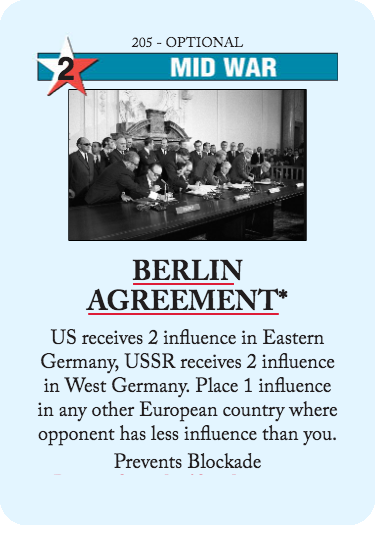 205 - OPTIONAL
2 MID WAR
BERLIN
AGREEMENT*
US receives 2 influence in Eastern
Germany, USSR receives 2 influence
in West Germany. Place 1 influence
in any other European country where
opponent has less influence than you.
Prevents Blockade